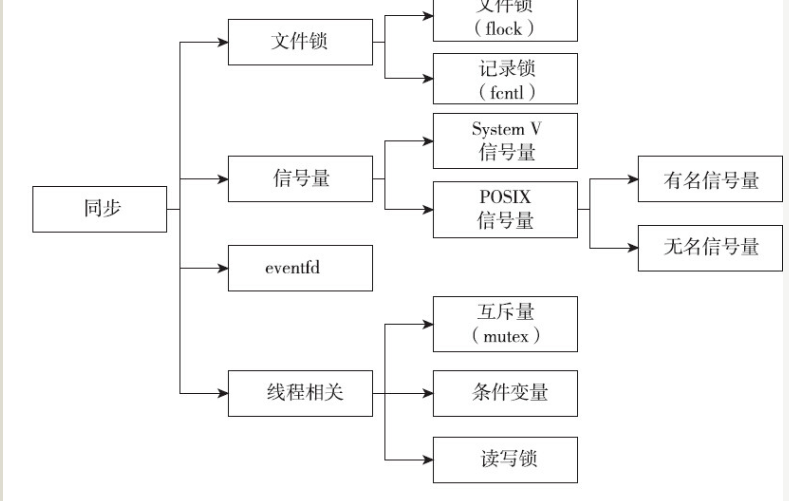 文件锁
(flock)
文件锁
记录锁
(fcntl)
System V
信号量
信号量
有名信号量
POSIX
信号量
同步
无名信号量
eventfd
互斥量
(mutex)
线程相关
条件变量
读写锁